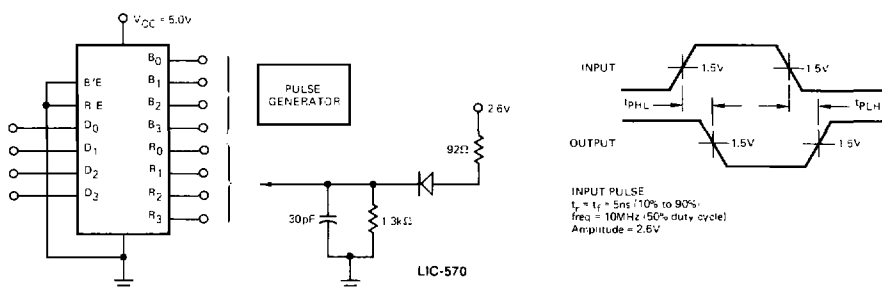 VCC = 5.0V
B/E
R/E
D0
D1
D2
D3
B0
B1
B2
B3
R0
R1
R2
R3
PULSE
GENERATOR
2.6V
92Ω
30pF
1.3kΩ
LIC-570
INPUT
1.5V
1.5V
tPHL
tPLH
OUTPUT
1.5V
1.5V
INPUT PULSE
tr = tf = 5ns (10% to 90%)
freq = 10MHz (50% duty cycle)
Amplitude = 2.6V